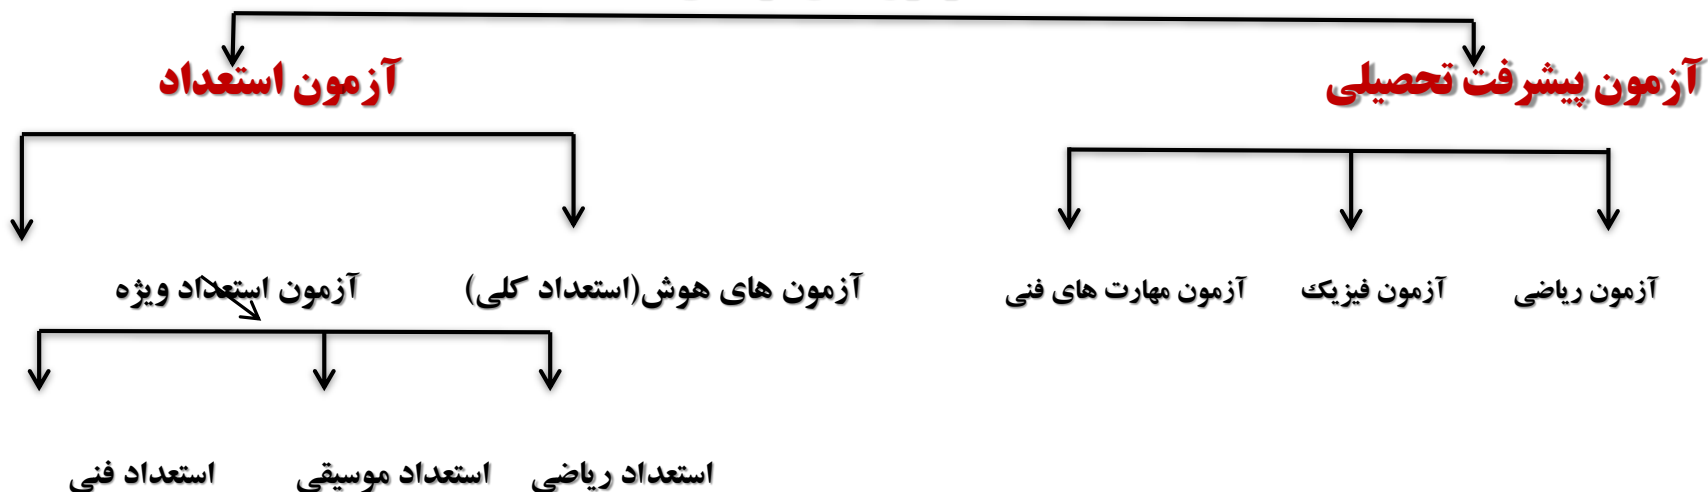 آزمون پیشرفت تحصیلی
آزمون استعداد
آزمون ریاضی
آزمون فیزیک
آزمون مهارت های فنی
آزمون های هوش(استعداد کلی)
آزمون استعداد ویژه
استعداد ریاضی
استعداد موسیقی
استعداد فنی